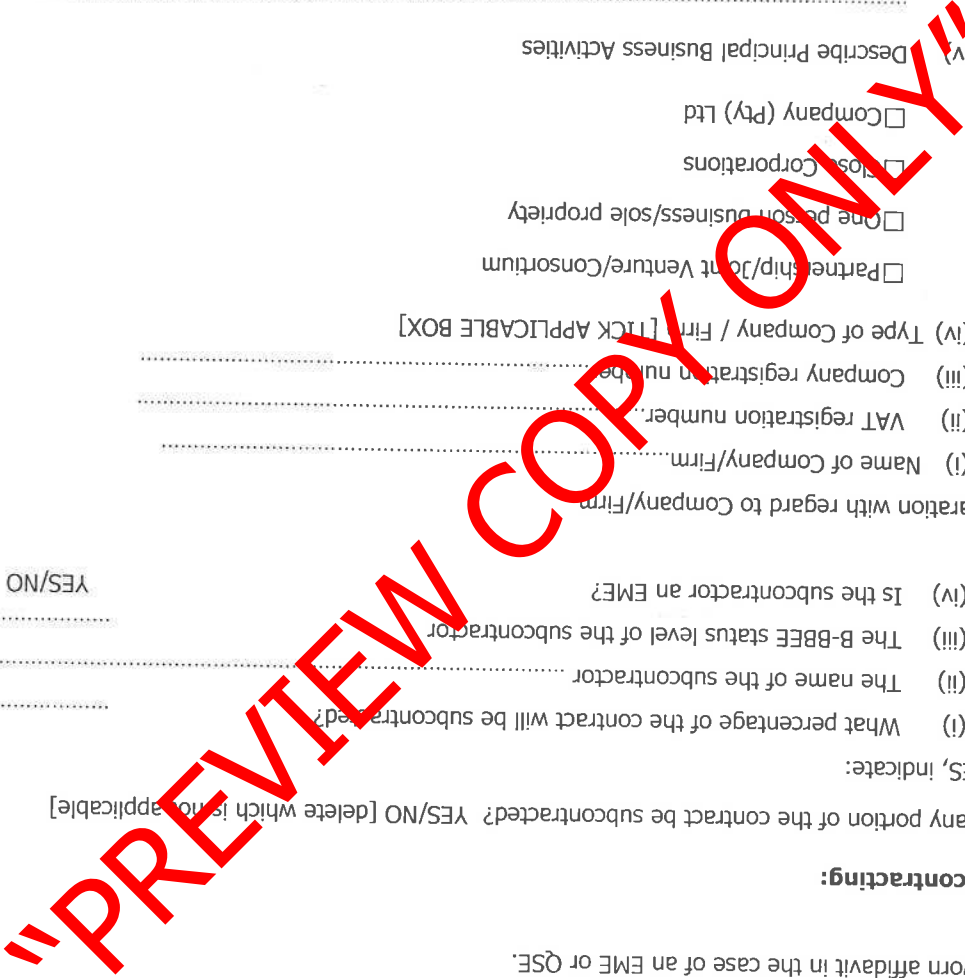 orn affidavit in the case of an EME or QSE.
contracting:
any portion of the contract be subcontracted? YES/NO [delete which is not applicable]
ES, indicate:
(i) What percentage of the contract will be subcontracted? ................
(ii) The name of the subcontractor ................................................
(iii) The B-BBEE status level of the subcontractor ................
(iv) Is the subcontractor an EME? YES/NO
aration with regard to Company/Firm
(i) Name of Company/Firm................................................
(ii) VAT registration number................................................
(iii) Company registration number................................................
(iv) Type of Company / Firm [TICK APPLICABLE BOX]
☐Partnership/Joint Venture/Consortium
☐One person business/sole propriety
☐Close Corporations
☐Company (Pty) Ltd
v) Describe Principal Business Activities
................................................
“PREVIEW COPY ONLY”